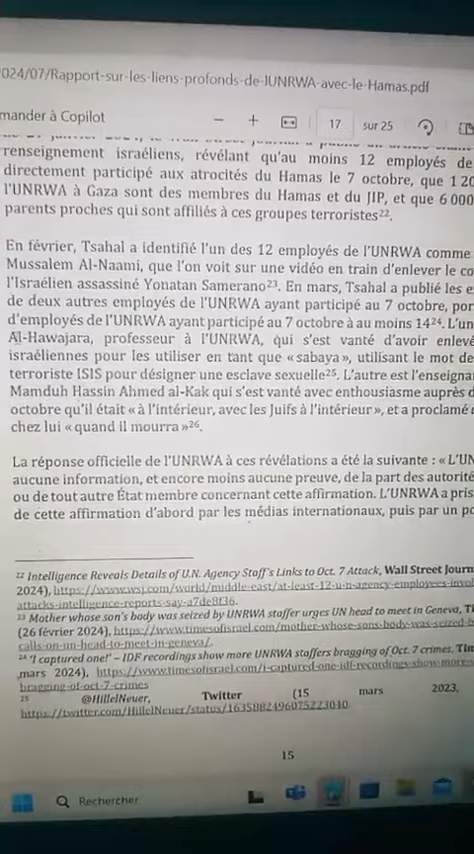 024/07/Rapport-sur-les-liens-profonds-de-lUNRWA-avec-le-Hamas.pdf
mander à Copilot
17 sur 25
renseignement israéliens, révélant qu'au moins 12 employés de
directement participé aux atrocités du Hamas le 7 octobre, que 1 20
l'UNRWA à Gaza sont des membres du Hamas et du JIP, et que 6 000
parents proches qui sont affiliés à ces groupes terroristes22.
En février, Tsahal a identifié l'un des 12 employés de l'UNRWA comme
Mussalem Al-Naami, que l'on voit sur une vidéo en train d'enlever le co
l'Israélien assassiné Yonatan Samerano23. En mars, Tsahal a publié les e
de deux autres employés de l'UNRWA ayant participé au 7 octobre, por
d'employés de l'UNRWA ayant participé au 7 octobre à au moins 1424. L'un
Al-Hawajara, professeur à l'UNRWA, qui s'est vanté d'avoir enlevé
israéliennes pour les utiliser en tant que « sabaya », utilisant le mot de
terroriste ISIS pour désigner une esclave sexuelle25. L'autre est l'enseigna
Mamduh Hassin Ahmed al-Kak qui s'est vanté avec enthousiasme auprès d
octobre qu'il était « à l'intérieur, avec les Juifs à l'intérieur », et a proclamé
chez lui « quand il mourra »26.
La réponse officielle de l'UNRWA à ces révélations a été la suivante : « L'UN
aucune information, et encore moins aucune preuve, de la part des autorité
ou de tout autre État membre concernant cette affirmation. L'UNRWA a pris
de cette affirmation d'abord par les médias internationaux, puis par un po
22 Intelligence Reveals Details of U.N. Agency Staff's Links to Oct. 7 Attack, Wall Street Journ
2024), https://www.wsj.com/world/middle-east/at-least-12-u-n-agency-employees-invol
attacks-intelligence-reports-say-a7de8f36.
23 Mother whose son's body was seized by UNRWA staffer urges UN head to meet in Geneva, Ti
(26 février 2024), https://www.timesofisrael.com/mother-whose-sons-body-was-seized-b
calls-on-un-head-to-meet-in-geneva/.
24 'I captured one!' – IDF recordings show more UNRWA staffers bragging of Oct. 7 crimes, Tim
mars 2024), https://www.timesofisrael.com/i-captured-one-idf-recordings-show-more
bragging-of-oct-7-crimes
25 @HillelNeuer, Twitter (15 mars 2023,
https://twitter.com/HillelNeuer/status/1635882496075223040.
15
Rechercher